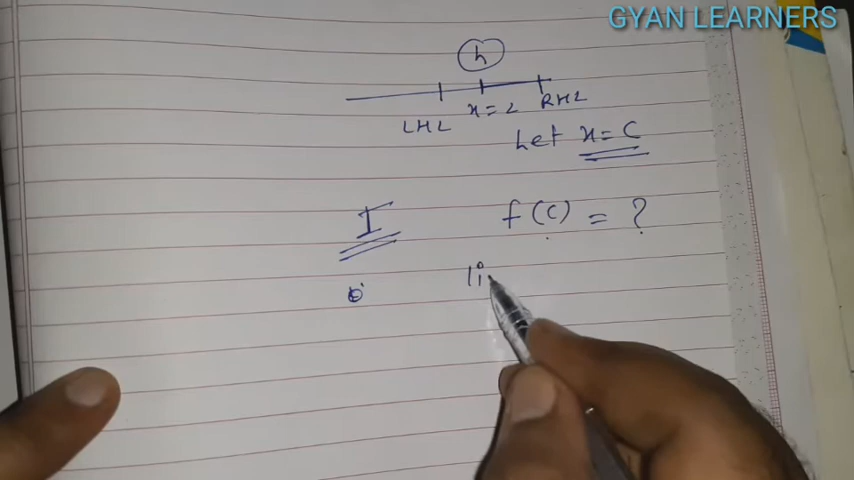 GYAN LEARNERS
h
LHL x = 2 RHL
Let x = C
I f(c) = ?
li